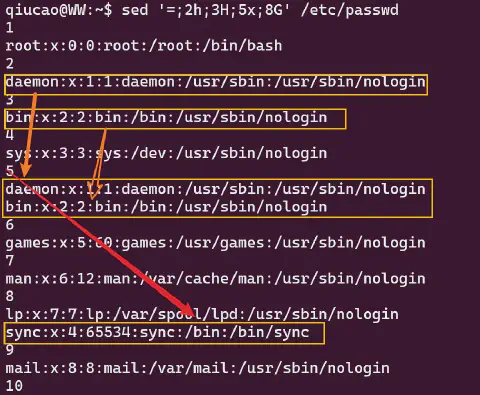 qiucao@WW:~$ sed '=;2h;3H;5x;8G' /etc/passwd
1
root:x:0:0:root:/root:/bin/bash
2
daemon:x:1:1:daemon:/usr/sbin:/usr/sbin/nologin
3
bin:x:2:2:bin:/bin:/usr/sbin/nologin
4
sys:x:3:3:sys:/dev:/usr/sbin/nologin
5
daemon:x:1:1:daemon:/usr/sbin:/usr/sbin/nologin
bin:x:2:2:bin:/bin:/usr/sbin/nologin
6
games:x:5:60:games:/usr/games:/usr/sbin/nologin
7
man:x:6:12:man:/var/cache/man:/usr/sbin/nologin
8
lp:x:7:7:lp:/var/spool/lpd:/usr/sbin/nologin
sync:x:4:65534:sync:/bin:/bin/sync
9
mail:x:8:8:mail:/var/mail:/usr/sbin/nologin
10